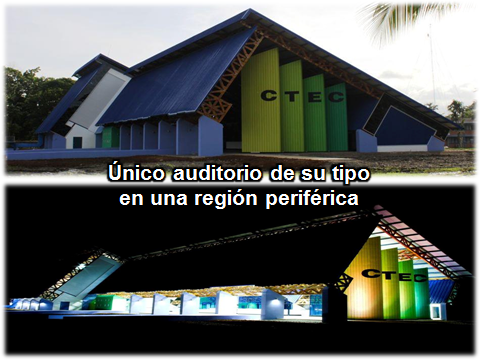 CTEC
Único auditorio de su tipo
en una región periférica
CTEC